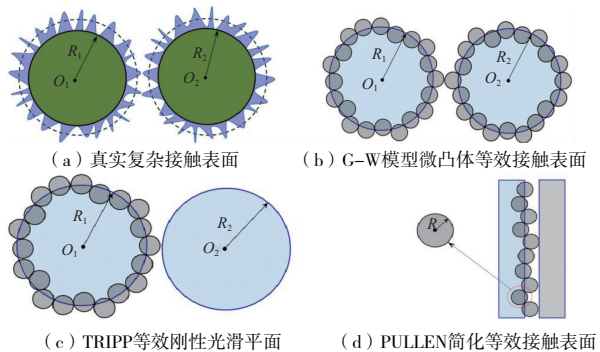 R1
R2
O1
O2
R1
R2
O1
O2
（a）真实复杂接触表面
（b）G-W模型微凸体等效接触表面
R1
R2
O1
O2
R
（c）TRIPP等效刚性光滑平面
（d）PULLEN简化等效接触表面